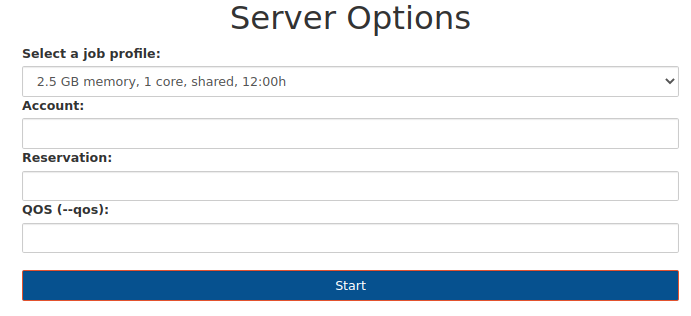 Server Options
Select a job profile:
2.5 GB memory, 1 core, shared, 12:00h
Account:
Reservation:
QOS (--qos):
Start